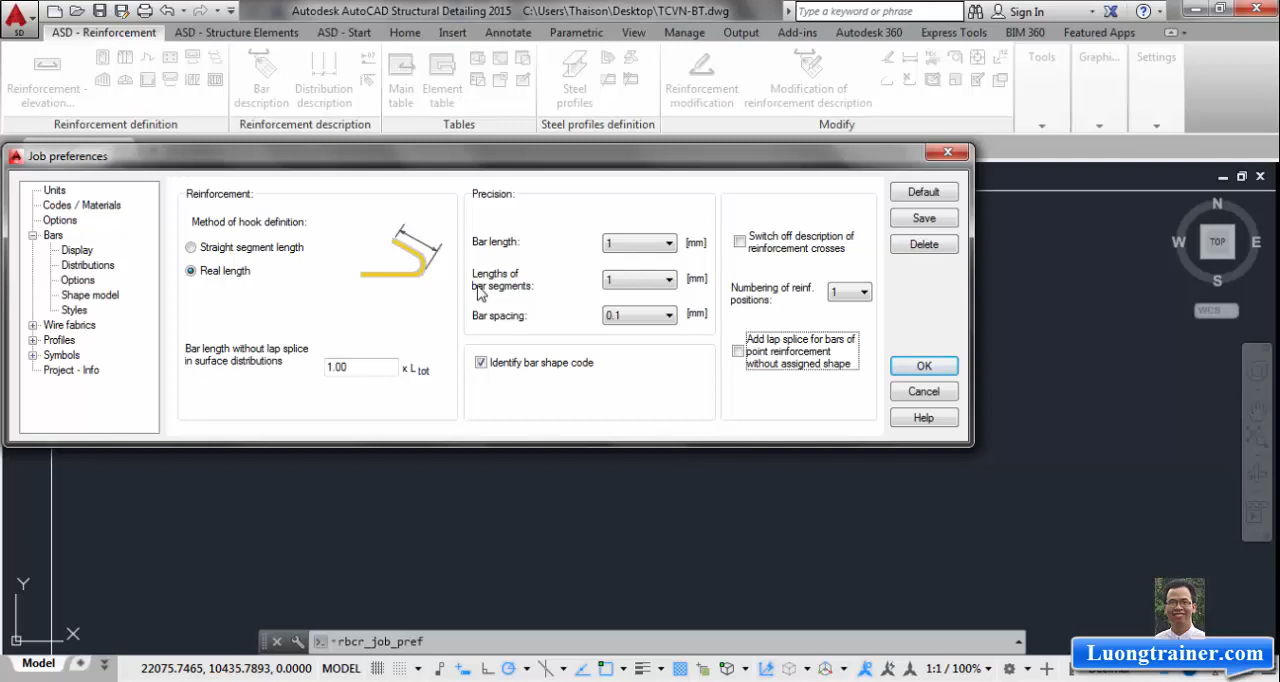 Autodesk AutoCAD Structural Detailing 2015 C:\Users\Thaison\Desktop\TCVN-BT.dwg
Type a keyword or phrase
Sign In
SD
ASD - Reinforcement
ASD - Structure Elements
ASD - Start
Home
Insert
Annotate
Parametric
View
Manage
Output
Add-ins
Autodesk 360
Express Tools
BIM 360
Featured Apps
Reinforcement - elevation...
Bar description
Distribution description
Main table
Element table
Steel profiles
Reinforcement modification
Modification of reinforcement description
Tools
Graphi...
Settings
Reinforcement definition
Reinforcement description
Tables
Steel profiles definition
Modify
Job preferences
Units
Codes / Materials
Options
Bars
Display
Distributions
Options
Shape model
Styles
Wire fabrics
Profiles
Symbols
Project - Info
Reinforcement:
Method of hook definition:
Straight segment length
Real length
Bar length without lap splice
in surface distributions
1.00
x L tot
Precision:
Bar length:
1
[mm]
Lengths of
bar segments:
1
[mm]
Bar spacing:
0.1
[mm]
Identify bar shape code
Switch off description of
reinforcement crosses
Numbering of reinf.
positions:
1
Add lap splice for bars of
point reinforcement
without assigned shape
Default
Save
Delete
OK
Cancel
Help
N
W
TOP
E
S
WCS
Y
X
rbcr_job_pref
Model
22075.7465, 10435.7893, 0.0000
MODEL
1:1 / 100%
Luongtrainer.com